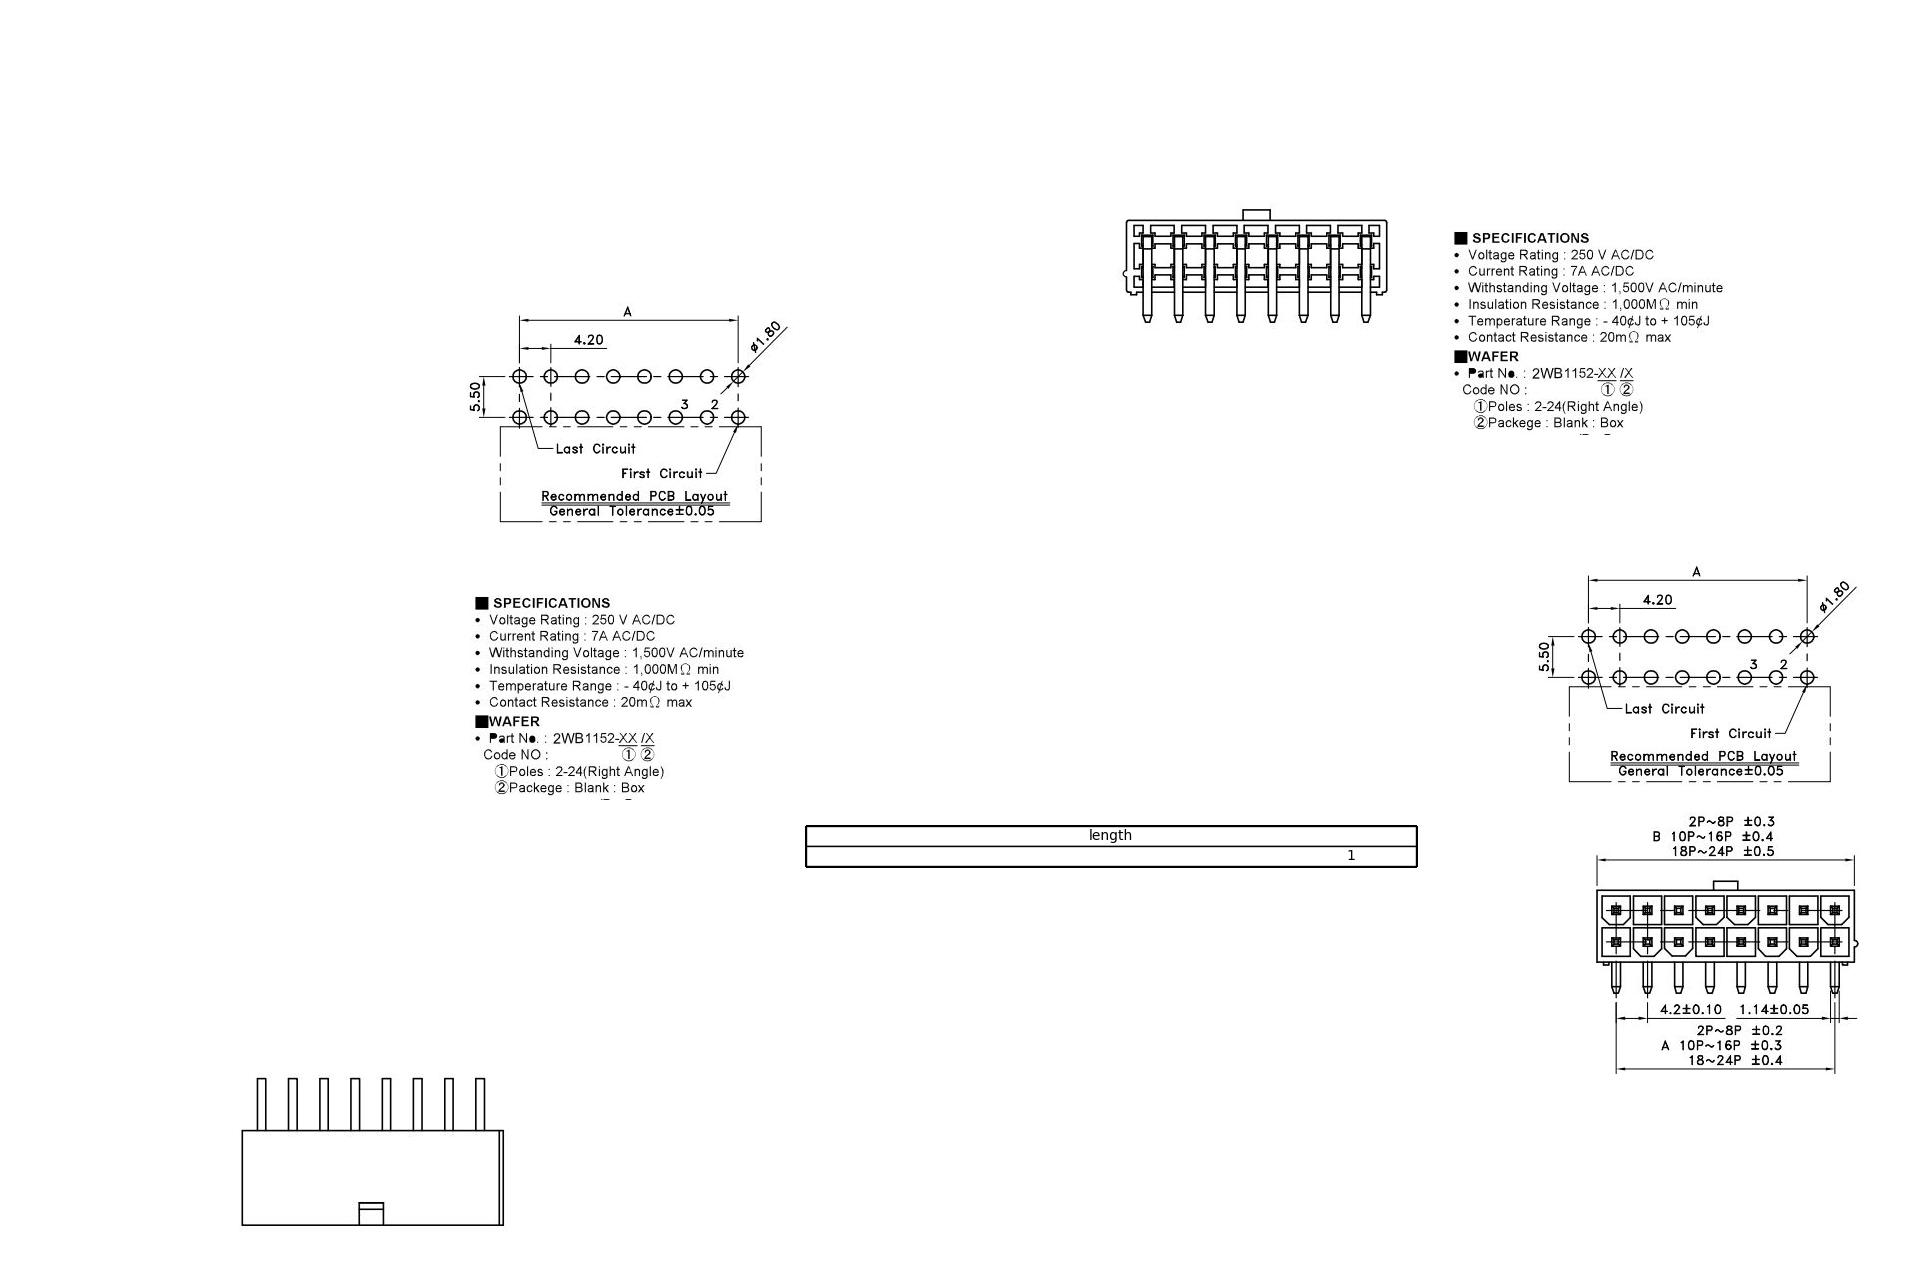 ■ SPECIFICATIONS
• Voltage Rating : 250 V AC/DC
• Current Rating : 7A AC/DC
• Withstanding Voltage : 1,500V AC/minute
• Insulation Resistance : 1,000MΩ min
• Temperature Range : - 40¢J to + 105¢J
• Contact Resistance : 20mΩ max
■WAFER
• Part No. : 2WB1152-XX /X
Code NO : ① ②
①Poles : 2-24(Right Angle)
②Packege : Blank : Box
A
4.20
ø1.80
5.50
3 2
Last Circuit
First Circuit
Recommended PCB Layout
General Tolerance±0.05
■ SPECIFICATIONS
• Voltage Rating : 250 V AC/DC
• Current Rating : 7A AC/DC
• Withstanding Voltage : 1,500V AC/minute
• Insulation Resistance : 1,000MΩ min
• Temperature Range : - 40¢J to + 105¢J
• Contact Resistance : 20mΩ max
■WAFER
• Part No. : 2WB1152-XX /X
Code NO : ① ②
①Poles : 2-24(Right Angle)
②Packege : Blank : Box
A
4.20
ø1.80
5.50
3 2
Last Circuit
First Circuit
Recommended PCB Layout
General Tolerance±0.05
length
1
2P~8P ±0.3
B 10P~16P ±0.4
18P~24P ±0.5
4.2±0.10 1.14±0.05
2P~8P ±0.2
A 10P~16P ±0.3
18~24P ±0.4